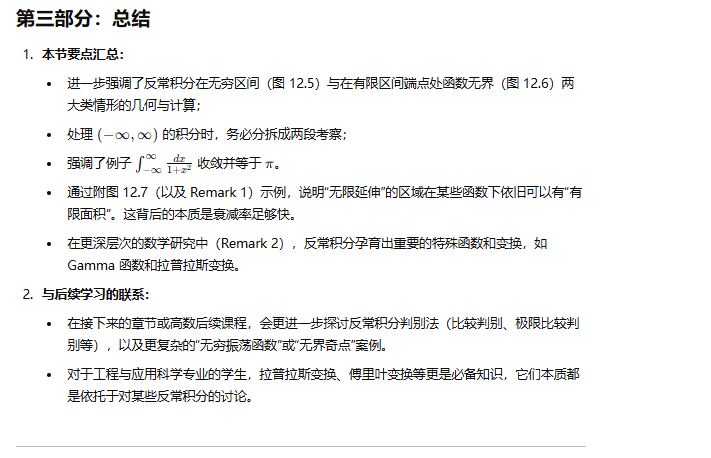 第三部分：总结
1. 本节要点汇总：
• 进一步强调了反常积分在无穷区间（图 12.5）与在有限区间端点处函数无界（图 12.6）两
大类情形的几何与计算；
• 处理 (−∞, ∞) 的积分时，务必分拆成两段考察；
• 强调了例子 ∫_{−∞}^{∞} dx/(1+x²) 收敛并等于 π。
• 通过附图 12.7（以及 Remark 1）示例，说明“无限延伸”的区域在某些函数下依旧可以有“有
限面积”。这背后的本质是衰减率足够快。
• 在更深层次的数学研究中（Remark 2），反常积分孕育出重要的特殊函数和变换，如
Gamma 函数和拉普拉斯变换。
2. 与后续学习的联系：
• 在接下来的章节或高数后续课程，会更进一步探讨反常积分判别法（比较判别、极限比较判
别等），以及更复杂的“无穷振荡函数”或“无界奇点”案例。
• 对于工程与应用科学专业的学生，拉普拉斯变换、傅里叶变换等更是必备知识，它们本质都
是依托于对某些反常积分的讨论。